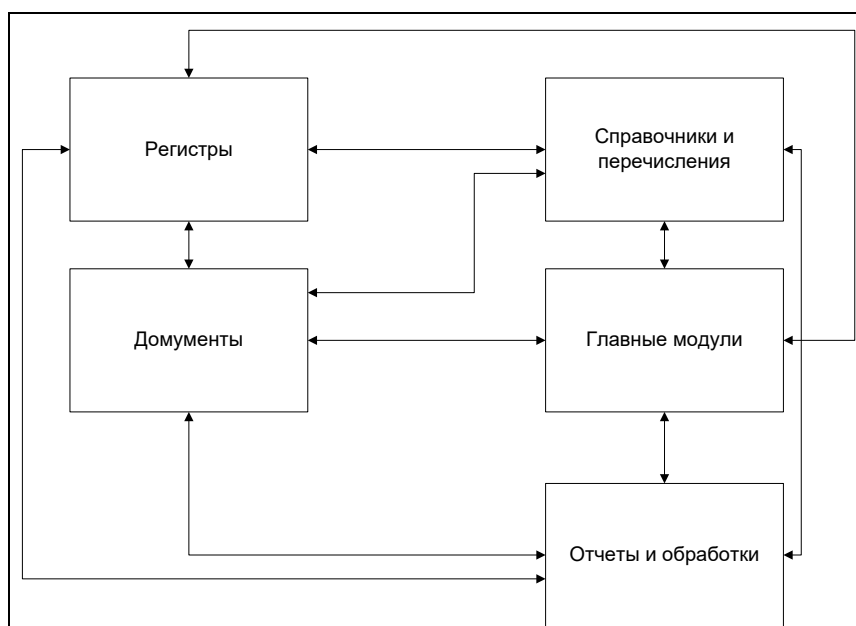 Регистры
Справочники и
перечисления
Домументы
Главные модули
Отчеты и обработки